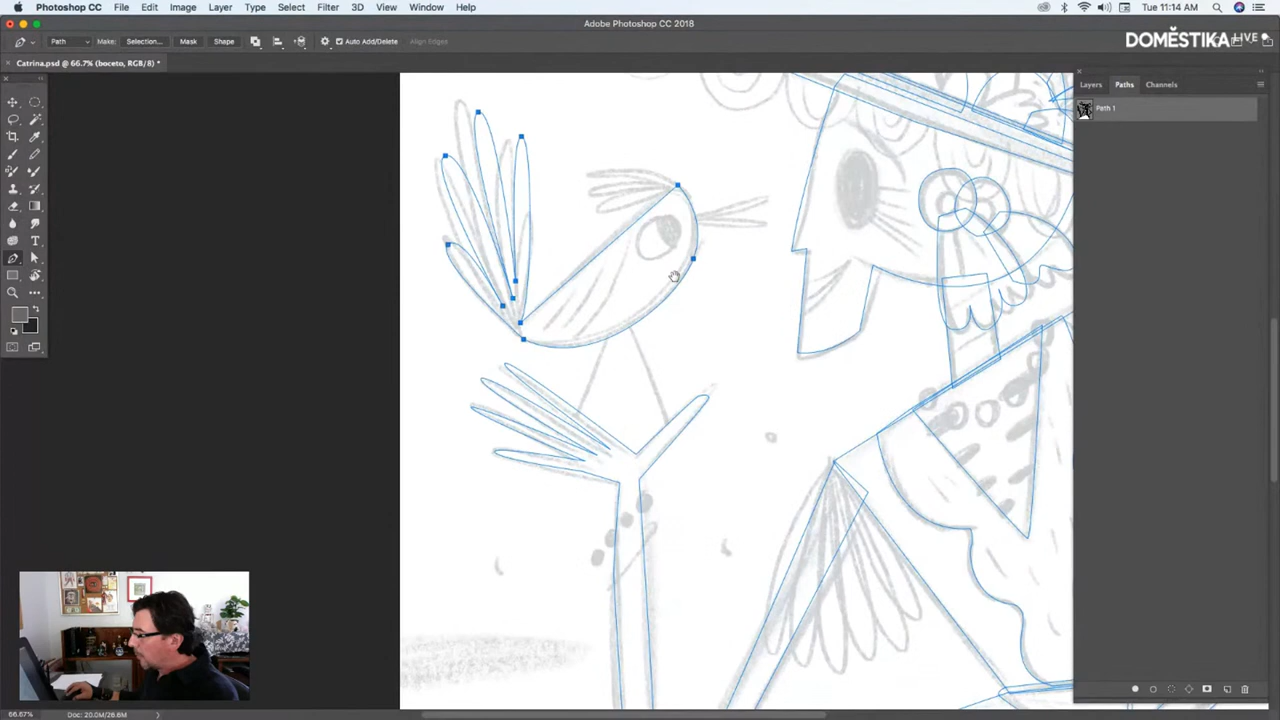 Photoshop CC File Edit Image Layer Type Select Filter 3D View Window Help Tue 11:14 AM
Adobe Photoshop CC 2018
Path Make: Selection... Mask Shape Auto Add/Delete Align Edges
DOMĒSTIKA LIVE
Catrina.psd @ 66.7% (boceto, RGB/8) *
Layers Paths Channels
Path 1
66.67% Doc: 20.0M/26.6M